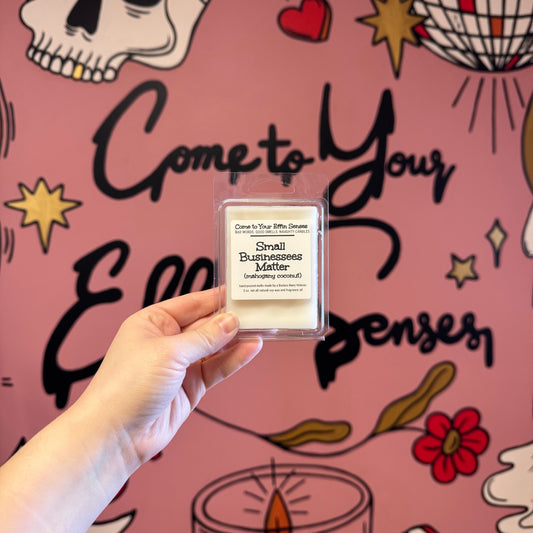 Come to Your
Effin Senses
Come to Your Effin Senses
BAD WORDS, GOOD SMELLS, NAUGHTY CANDLES
Small
Businessees
Matter
(mahogany coconut)